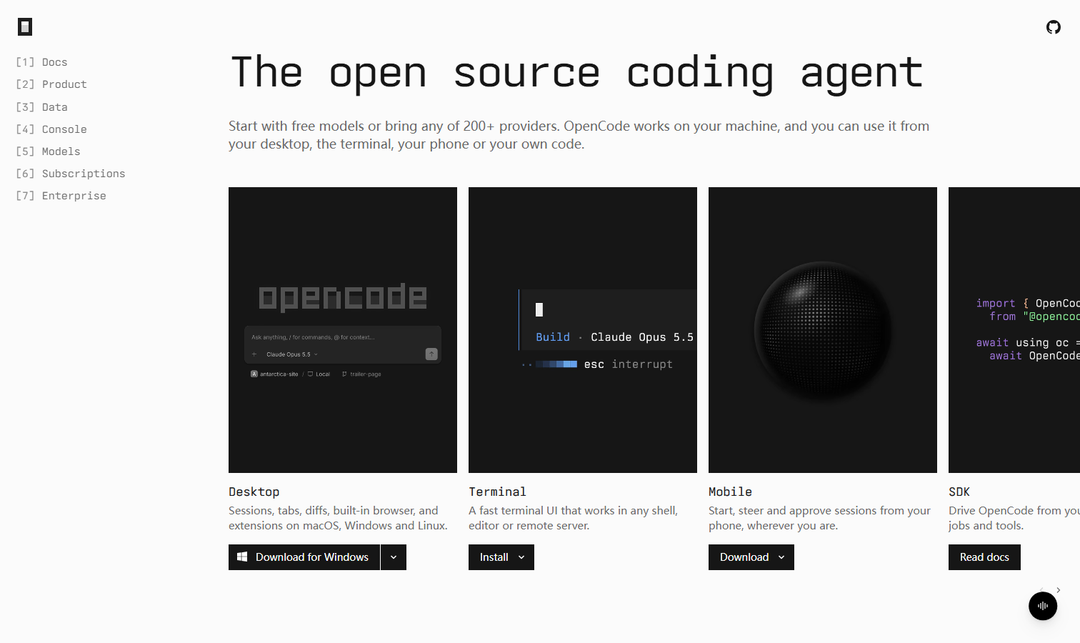 [1] Docs
[2] Product
[3] Data
[4] Console
[5] Models
[6] Subscriptions
[7] Enterprise
The open source coding agent
Start with free models or bring any of 200+ providers. OpenCode works on your machine, and you can use it from
your desktop, the terminal, your phone or your own code.
opencode
Ask anything, / for commands, @ for context...
+ Claude Opus 5.5
A antarctica-site / Local trailer-page
Build · Claude Opus 5.5
esc interrupt
import { OpenCo
from "@openco
await using oc =
await OpenCode
Desktop
Sessions, tabs, diffs, built-in browser, and
extensions on macOS, Windows and Linux.
Download for Windows
Terminal
A fast terminal UI that works in any shell,
editor or remote server.
Install
Mobile
Start, steer and approve sessions from your
phone, wherever you are.
Download
SDK
Drive OpenCode from you
jobs and tools.
Read docs